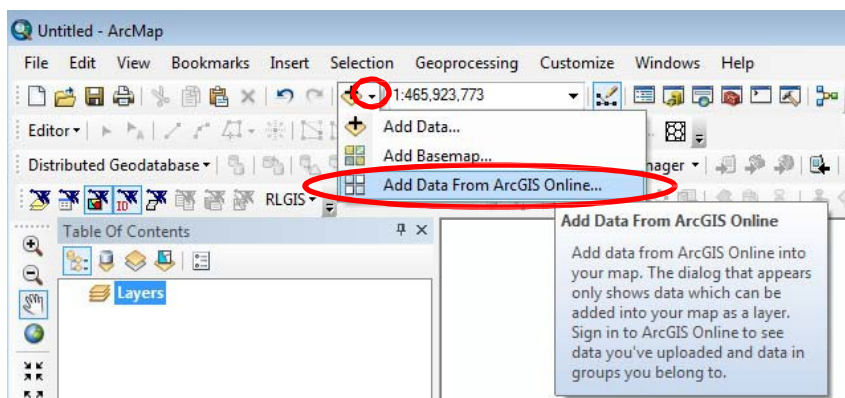 Untitled - ArcMap
File Edit View Bookmarks Insert Selection Geoprocessing Customize Windows Help
1:465,923,773
Editor
Add Data...
Distributed Geodatabase
Add Basemap...
nager
10
RLGIS
Add Data From ArcGIS Online...
Table Of Contents
Layers
Add Data From ArcGIS Online
Add data from ArcGIS Online into
your map. The dialog that appears
only shows data which can be
added into your map as a layer.
Sign in to ArcGIS Online to see
data you've uploaded and data in
groups you belong to.